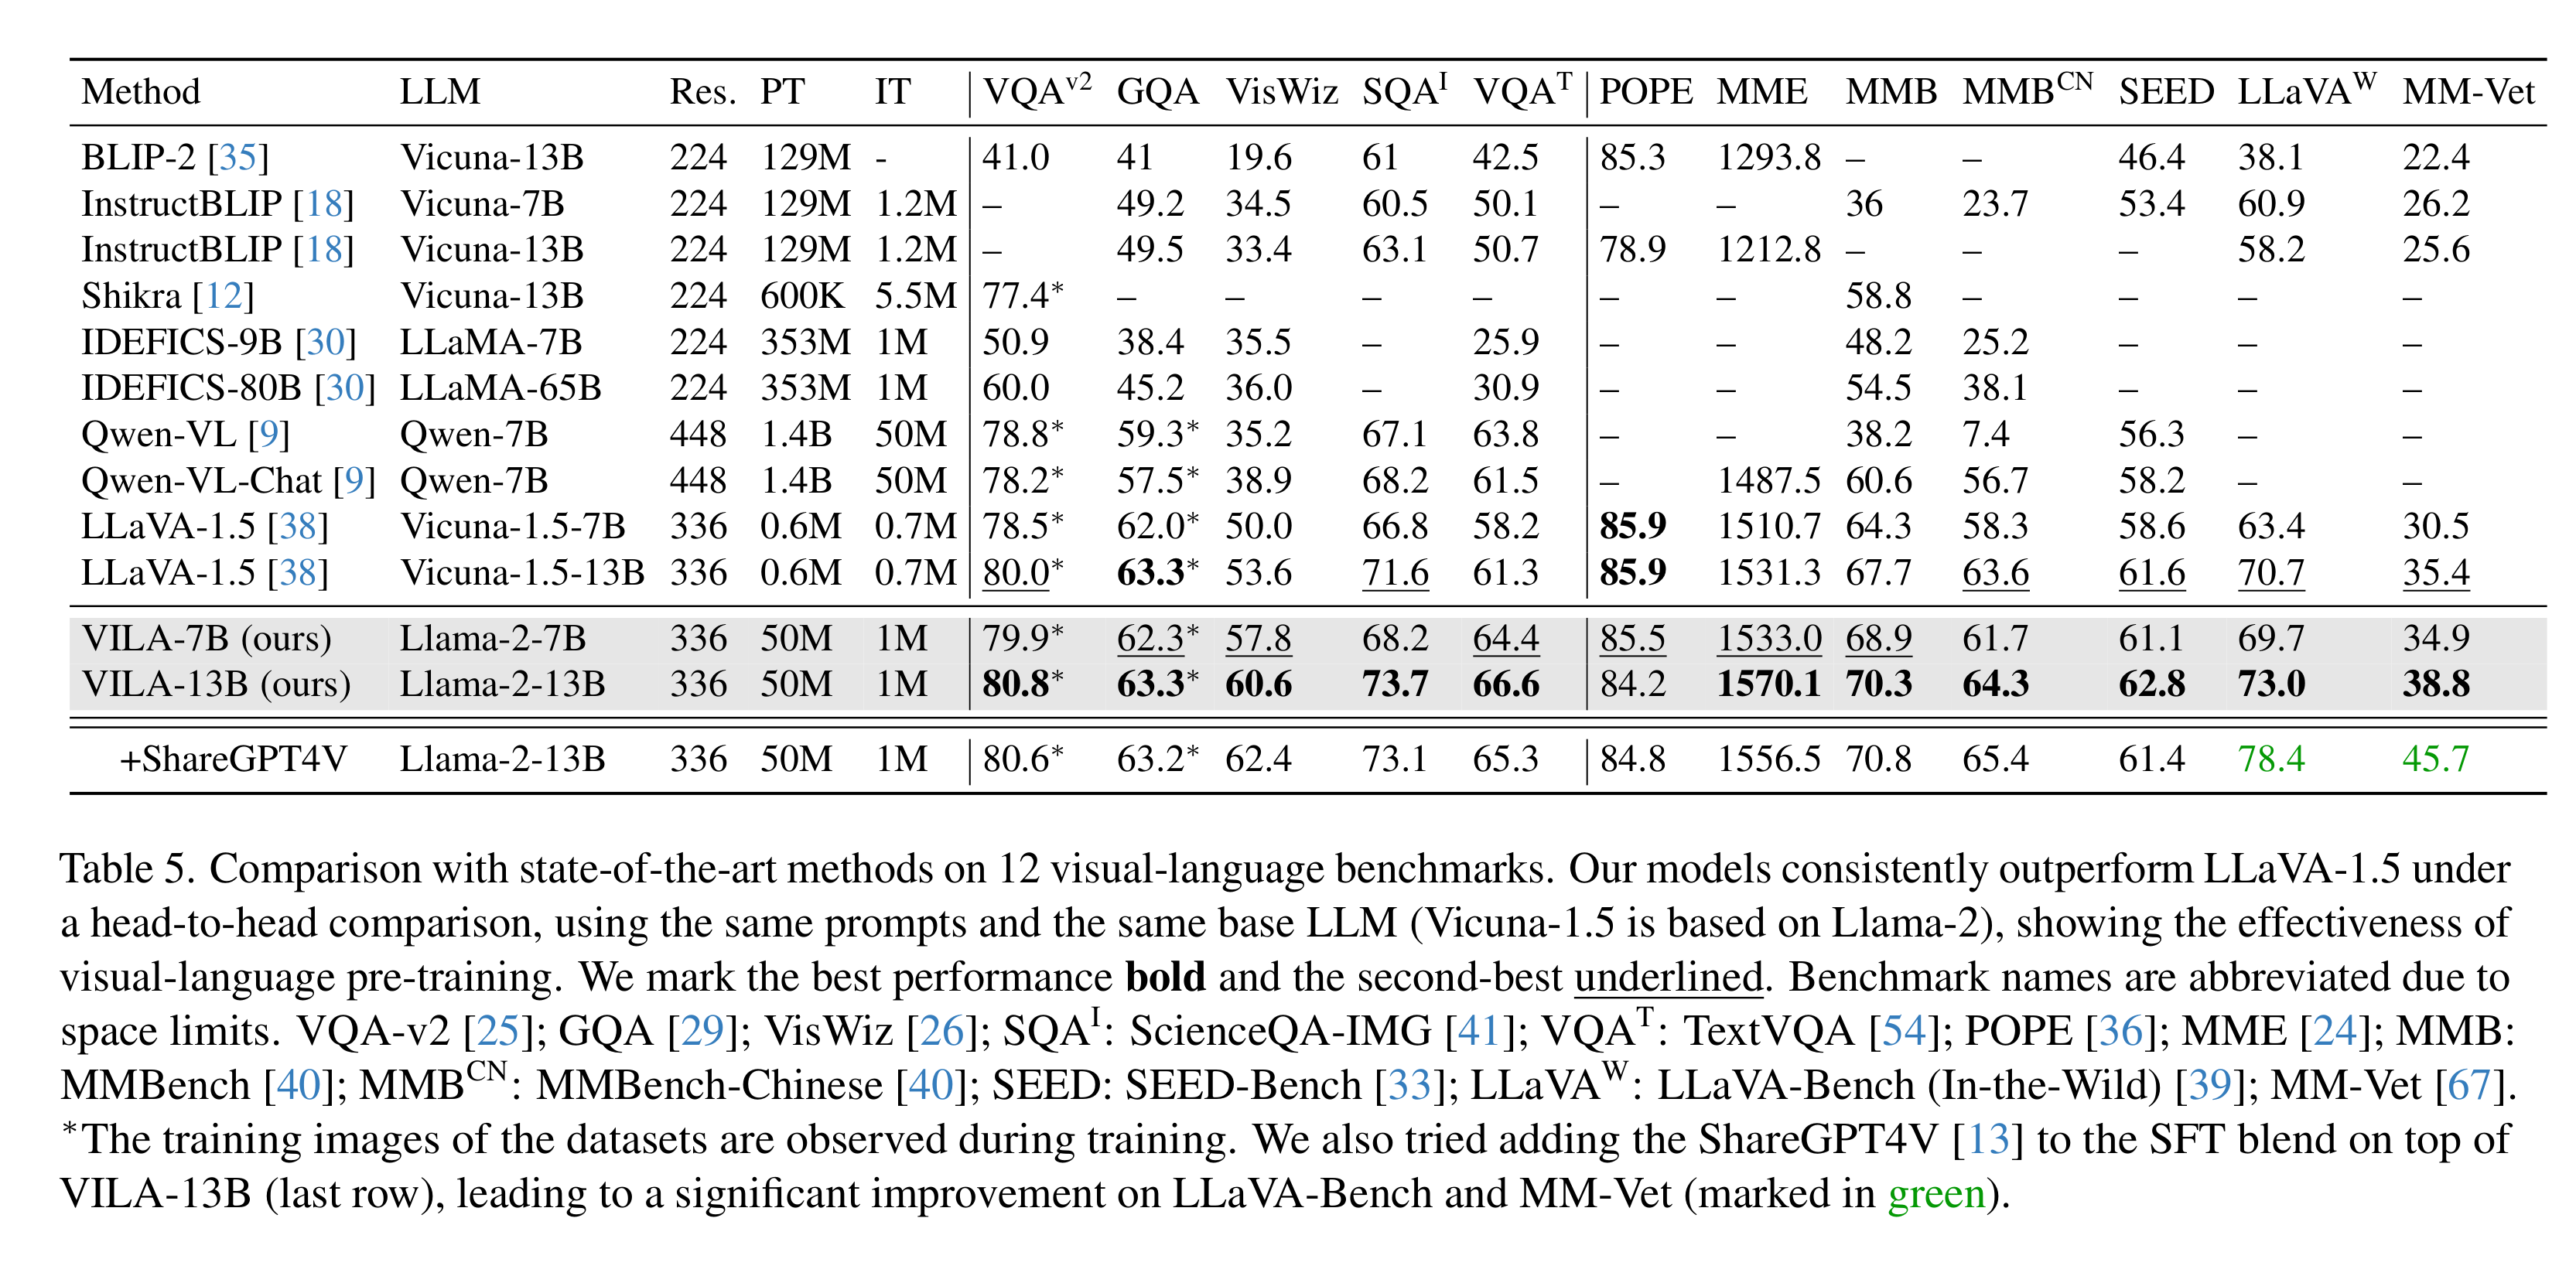 Method LLM Res. PT IT VQA^v2 GQA VisWiz SQA^I VQA^T POPE MME MMB MMB^CN SEED LLaVA^W MM-Vet
BLIP-2 [35] Vicuna-13B 224 129M - 41.0 41 19.6 61 42.5 85.3 1293.8 – – 46.4 38.1 22.4
InstructBLIP [18] Vicuna-7B 224 129M 1.2M – 49.2 34.5 60.5 50.1 – – 36 23.7 53.4 60.9 26.2
InstructBLIP [18] Vicuna-13B 224 129M 1.2M – 49.5 33.4 63.1 50.7 78.9 1212.8 – – – 58.2 25.6
Shikra [12] Vicuna-13B 224 600K 5.5M 77.4* – – – – – – 58.8 – – – –
IDEFICS-9B [30] LLaMA-7B 224 353M 1M 50.9 38.4 35.5 – 25.9 – – 48.2 25.2 – – –
IDEFICS-80B [30] LLaMA-65B 224 353M 1M 60.0 45.2 36.0 – 30.9 – – 54.5 38.1 – – –
Qwen-VL [9] Qwen-7B 448 1.4B 50M 78.8* 59.3* 35.2 67.1 63.8 – – 38.2 7.4 56.3 – –
Qwen-VL-Chat [9] Qwen-7B 448 1.4B 50M 78.2* 57.5* 38.9 68.2 61.5 – 1487.5 60.6 56.7 58.2 – –
LLaVA-1.5 [38] Vicuna-1.5-7B 336 0.6M 0.7M 78.5* 62.0* 50.0 66.8 58.2 85.9 1510.7 64.3 58.3 58.6 63.4 30.5
LLaVA-1.5 [38] Vicuna-1.5-13B 336 0.6M 0.7M 80.0* 63.3* 53.6 71.6 61.3 85.9 1531.3 67.7 63.6 61.6 70.7 35.4
VILA-7B (ours) Llama-2-7B 336 50M 1M 79.9* 62.3* 57.8 68.2 64.4 85.5 1533.0 68.9 61.7 61.1 69.7 34.9
VILA-13B (ours) Llama-2-13B 336 50M 1M 80.8* 63.3* 60.6 73.7 66.6 84.2 1570.1 70.3 64.3 62.8 73.0 38.8
+ShareGPT4V Llama-2-13B 336 50M 1M 80.6* 63.2* 62.4 73.1 65.3 84.8 1556.5 70.8 65.4 61.4 78.4 45.7
Table 5. Comparison with state-of-the-art methods on 12 visual-language benchmarks. Our models consistently outperform LLaVA-1.5 under
a head-to-head comparison, using the same prompts and the same base LLM (Vicuna-1.5 is based on Llama-2), showing the effectiveness of
visual-language pre-training. We mark the best performance bold and the second-best underlined. Benchmark names are abbreviated due to
space limits. VQA-v2 [25]; GQA [29]; VisWiz [26]; SQA^I: ScienceQA-IMG [41]; VQA^T: TextVQA [54]; POPE [36]; MME [24]; MMB:
MMBench [40]; MMB^CN: MMBench-Chinese [40]; SEED: SEED-Bench [33]; LLaVA^W: LLaVA-Bench (In-the-Wild) [39]; MM-Vet [67].
*The training images of the datasets are observed during training. We also tried adding the ShareGPT4V [13] to the SFT blend on top of
VILA-13B (last row), leading to a significant improvement on LLaVA-Bench and MM-Vet (marked in green).